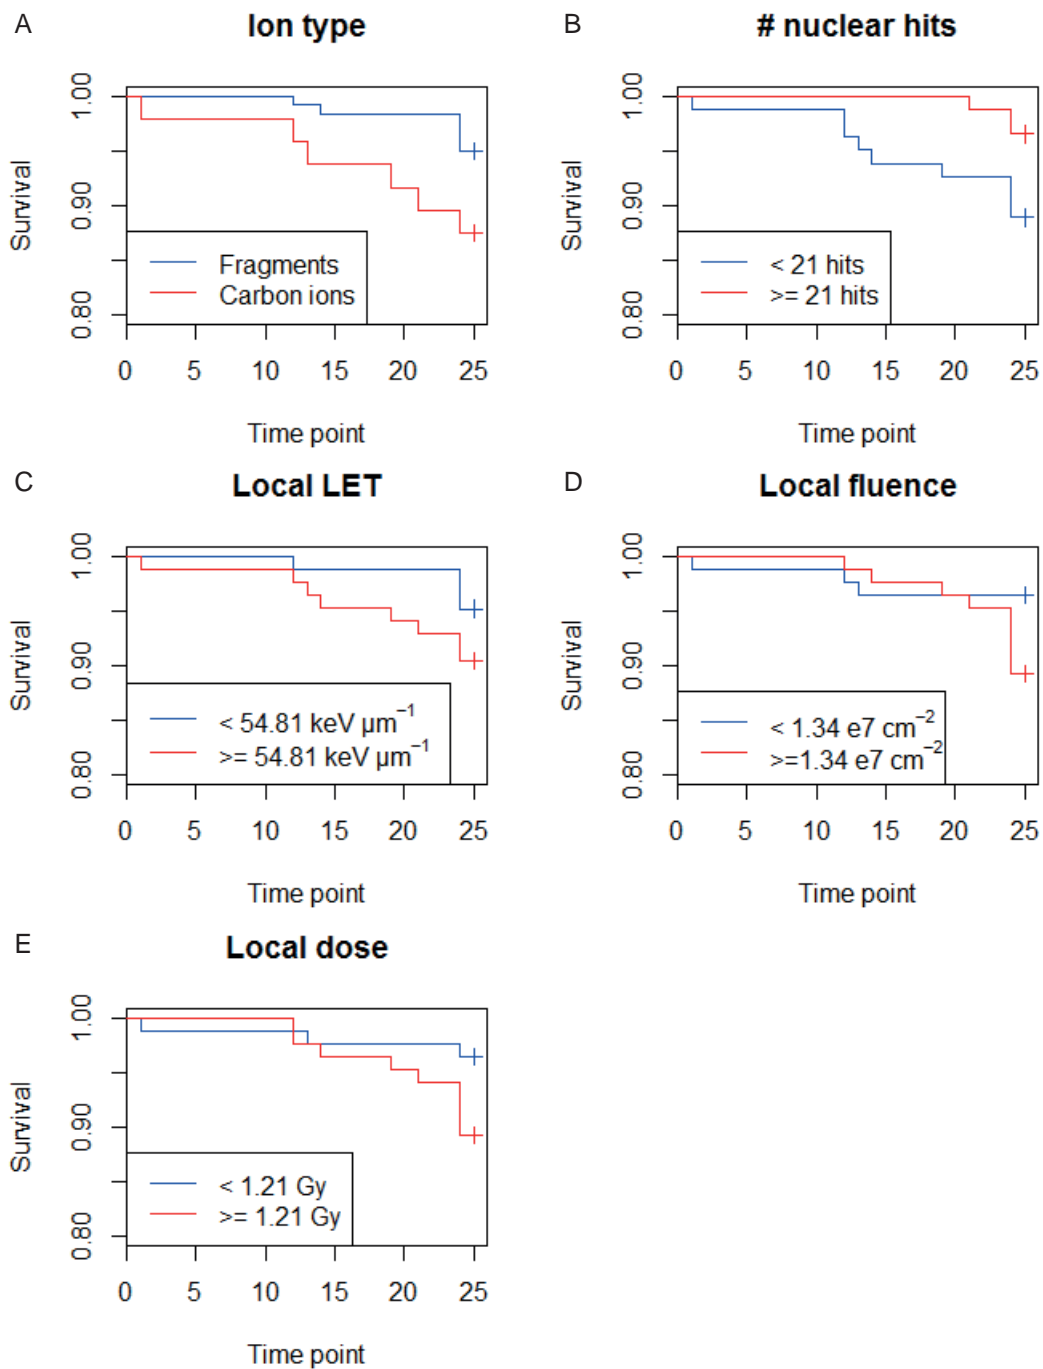 A
Ion type
Survival
1.00
0.90
0.80
Fragments
Carbon ions
0 5 10 15 20 25
Time point
B
# nuclear hits
Survival
1.00
0.90
0.80
< 21 hits
>= 21 hits
0 5 10 15 20 25
Time point
C
Local LET
Survival
1.00
0.90
0.80
< 54.81 keV µm⁻¹
>= 54.81 keV µm⁻¹
0 5 10 15 20 25
Time point
D
Local fluence
Survival
1.00
0.90
0.80
< 1.34 e7 cm⁻²
>=1.34 e7 cm⁻²
0 5 10 15 20 25
Time point
E
Local dose
Survival
1.00
0.90
0.80
< 1.21 Gy
>= 1.21 Gy
0 5 10 15 20 25
Time point